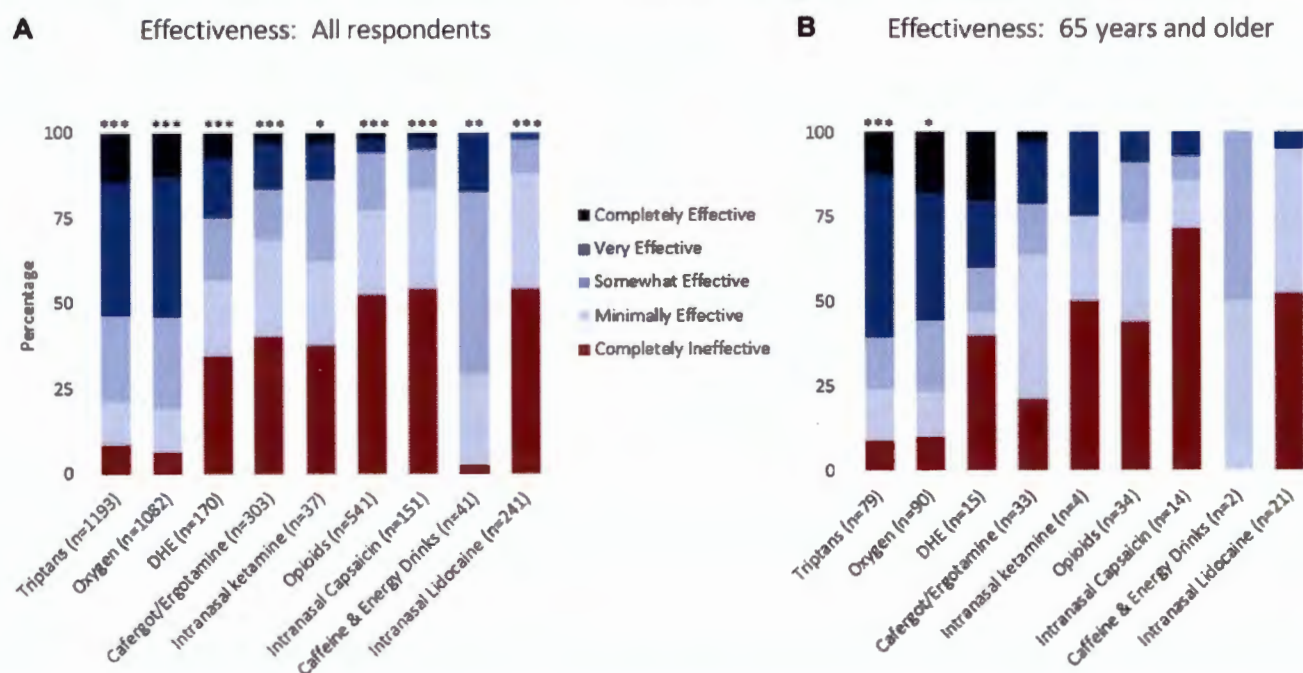 A
Effectiveness: All respondents
*** *** *** *** * *** *** ** ***
100
75
50
25
0
Percentage
Triptans (n=1193)
Oxygen (n=1082)
DHE (n=170)
Cafergot/Ergotamine (n=303)
Intranasal ketamine (n=37)
Opioids (n=541)
Intranasal Capsaicin (n=151)
Caffeine & Energy Drinks (n=41)
Intranasal Lidocaine (n=241)
Completely Effective
Very Effective
Somewhat Effective
Minimally Effective
Completely Ineffective
B
Effectiveness: 65 years and older
*** *
100
75
50
25
0
Triptans (n=79)
Oxygen (n=90)
DHE (n=15)
Cafergot/Ergotamine (n=33)
Intranasal ketamine (n=4)
Opioids (n=34)
Intranasal Capsaicin (n=14)
Caffeine & Energy Drinks (n=2)
Intranasal Lidocaine (n=21)